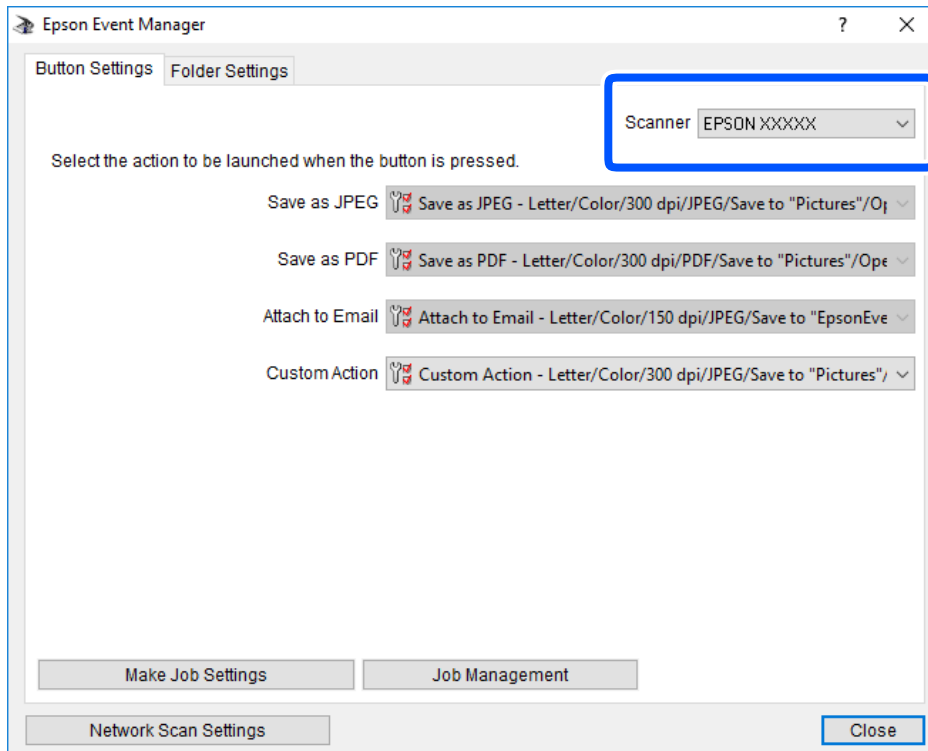 Epson Event Manager
?
Button Settings
Folder Settings
Scanner EPSON XXXXX
Select the action to be launched when the button is pressed.
Save as JPEG Save as JPEG - Letter/Color/300 dpi/JPEG/Save to "Pictures"/O
Save as PDF Save as PDF - Letter/Color/300 dpi/PDF/Save to "Pictures"/Ope
Attach to Email Attach to Email - Letter/Color/150 dpi/JPEG/Save to "EpsonEve
Custom Action Custom Action - Letter/Color/300 dpi/JPEG/Save to "Pictures"/
Make Job Settings
Job Management
Network Scan Settings
Close